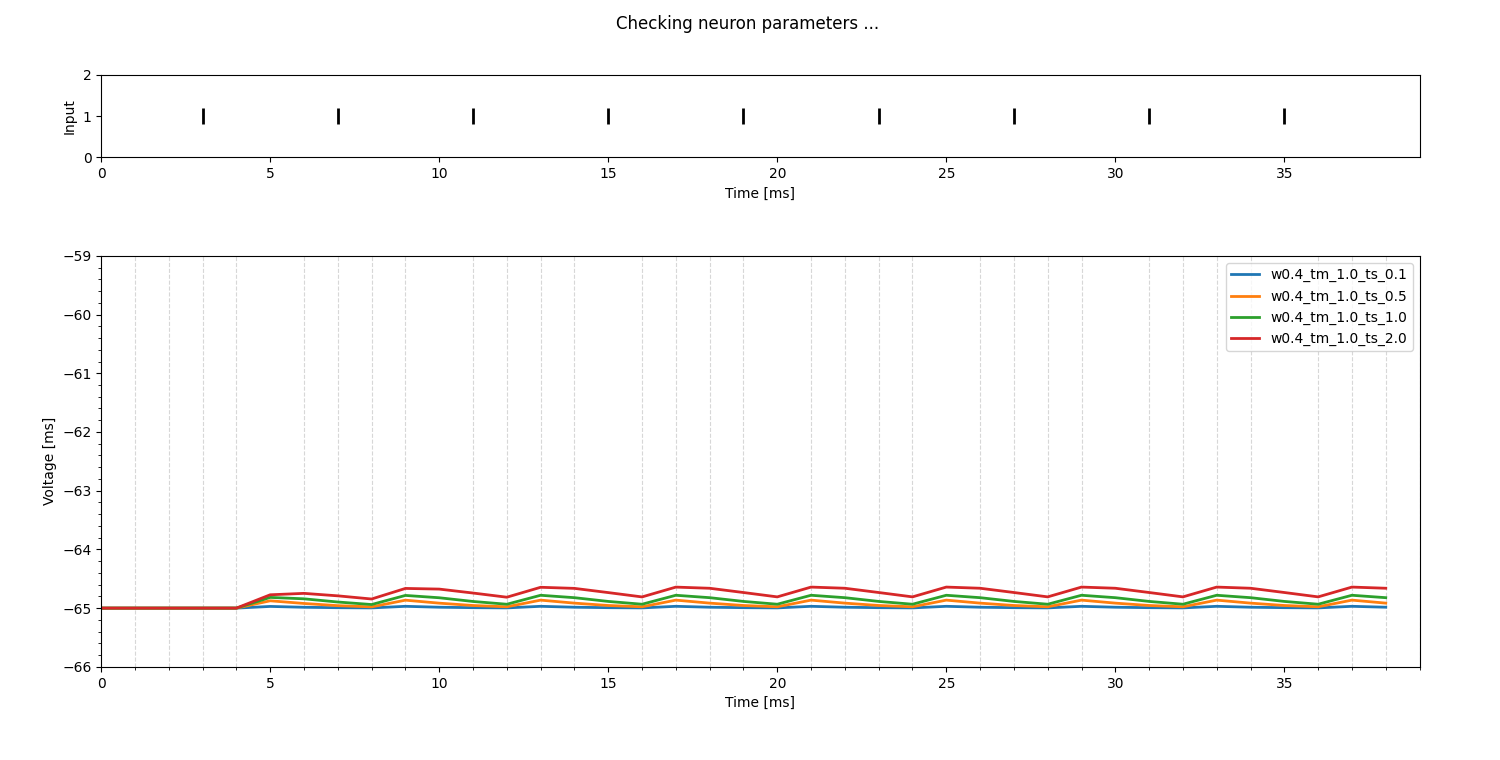 Checking neuron parameters ...
2
1
0
Input
0 5 10 15 20 25 30 35
Time [ms]
−59
−60
−61
−62
−63
−64
−65
−66
Voltage [ms]
w0.4_tm_1.0_ts_0.1
w0.4_tm_1.0_ts_0.5
w0.4_tm_1.0_ts_1.0
w0.4_tm_1.0_ts_2.0
0 5 10 15 20 25 30 35
Time [ms]